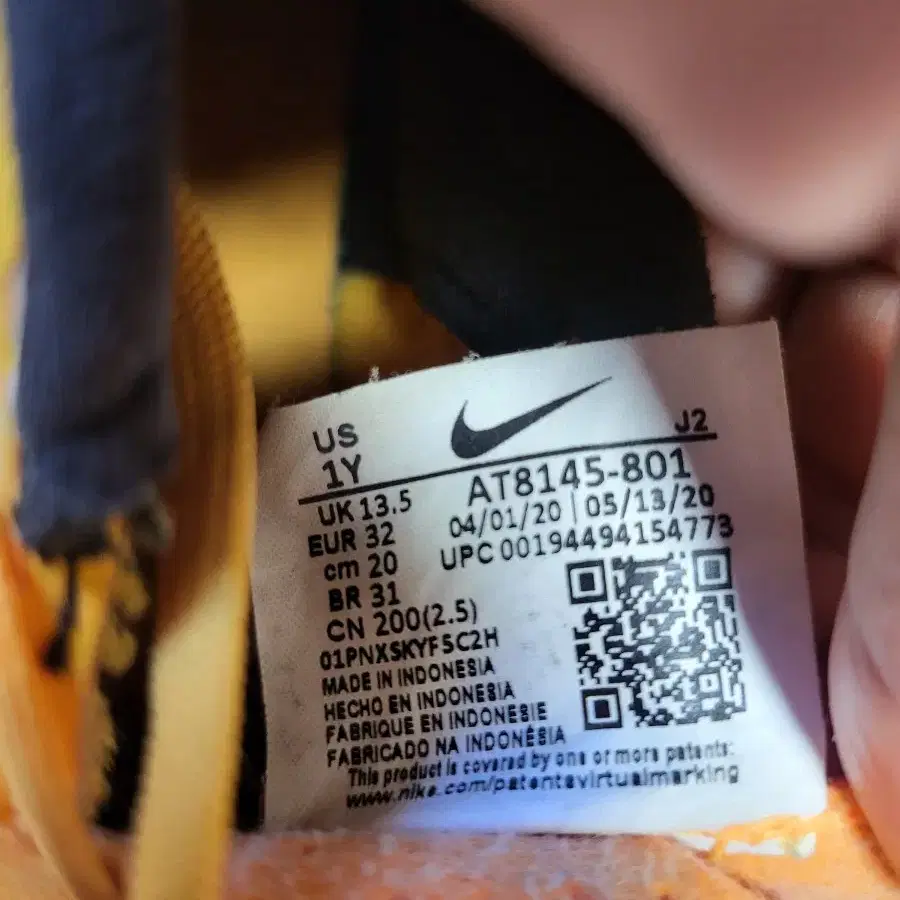 US
1Y
J2
UK 13.5
AT8145-801
EUR 32
04/01/20 | 05/13/20
cm 20
UPC 00194494154773
BR 31
CN 200(2.5)
01PNXSKYF5C2H
MADE IN INDONESIA
HECHO EN INDONESIA
FABRIQUE EN INDONESIE
FABRICADO NA INDONÉSIA
This product is covered by one or more patents:
www.nike.com/patentsvirtualmarking